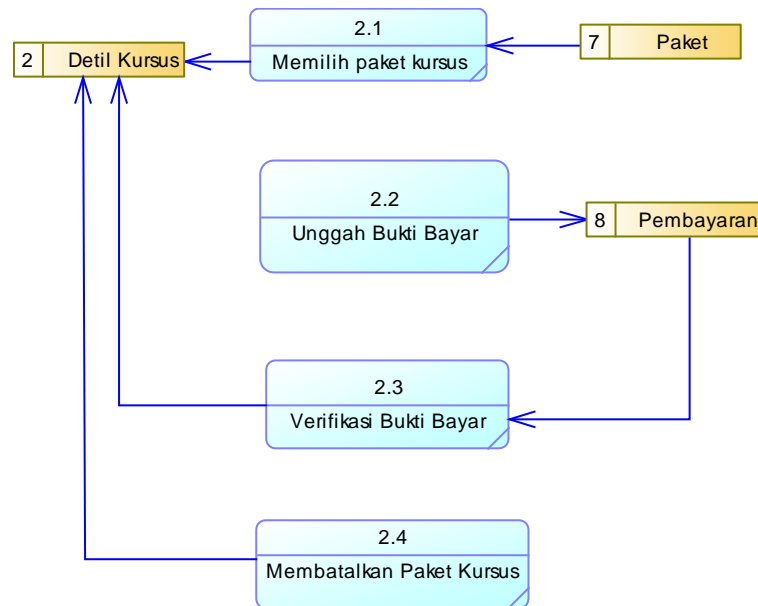 2.1
Memilih paket kursus
2 Detil Kursus
7 Paket
2.2
Unggah Bukti Bayar
8 Pembayaran
2.3
Verifikasi Bukti Bayar
2.4
Membatalkan Paket Kursus